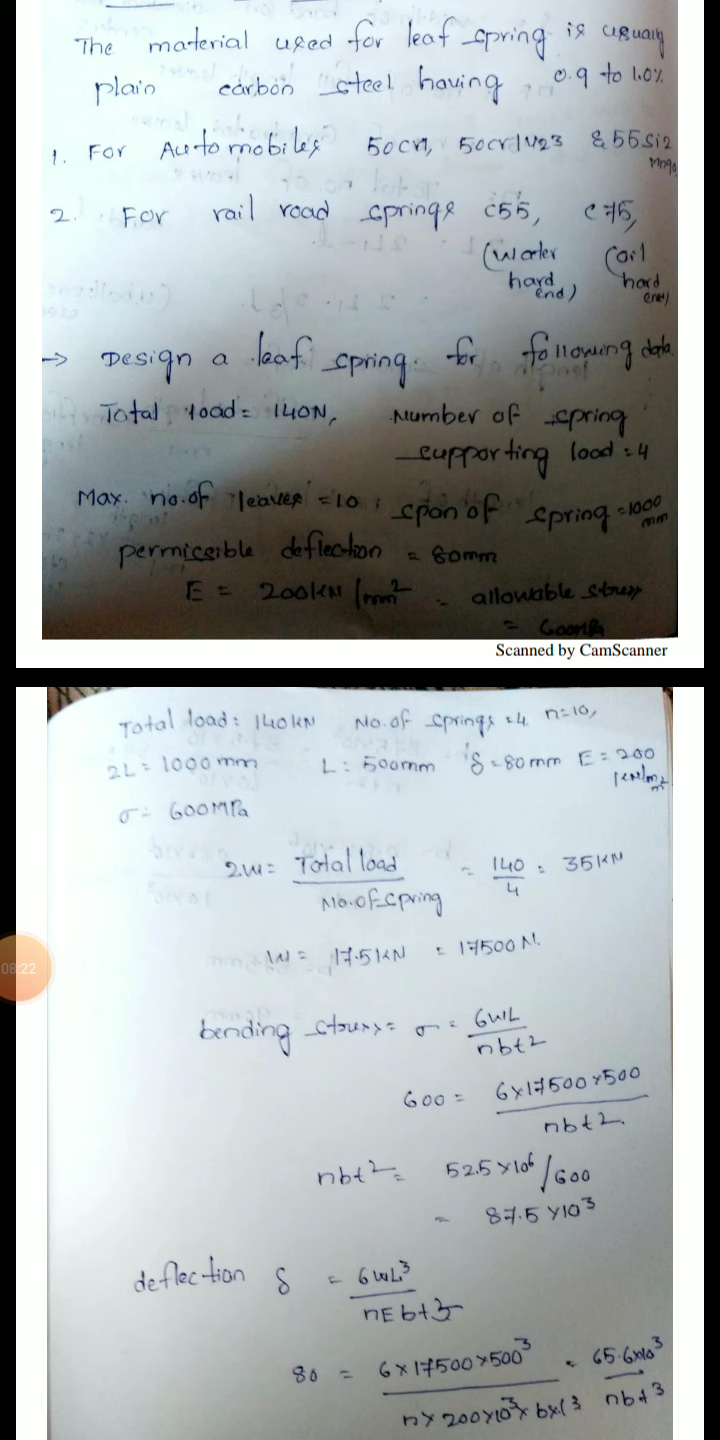 The material used for leaf spring is usually
plain carbon steel having 0.9 to 1.0%
1. For Automobiles 50cr1, 50cr1V23 & 55si2
Mn90
2. For rail road springs c55, c75,
(water (oil
hard hard
end) end)
→ Design a leaf spring for following data
Total load = 140N, Number of spring
supporting load = 4
Max. no. of leaves = 10, span of spring = 1000
mm
permissible deflection = 80mm
E = 200kN/mm² - allowable stress
= 600MPa
Scanned by CamScanner
Total load = 140kN No. of springs = 4 n=10,
2L = 1000mm L = 500mm δ = 80mm E = 200
kN/m²
σ = 600MPa
2W = Total load / No. of spring = 140/4 = 35kN
08:22
W = 17.5kN = 17500N.
bending stress = σ = 6WL / nbt²
600 = 6×17500×500 / nbt².
nbt² = 52.5×10⁶/600
= 87.5×10³
deflection δ = 6WL³ / nEbt³
80 = 6×17500×500³ / n×200×10³×b×t³ = 65.6×10³ / nbt³